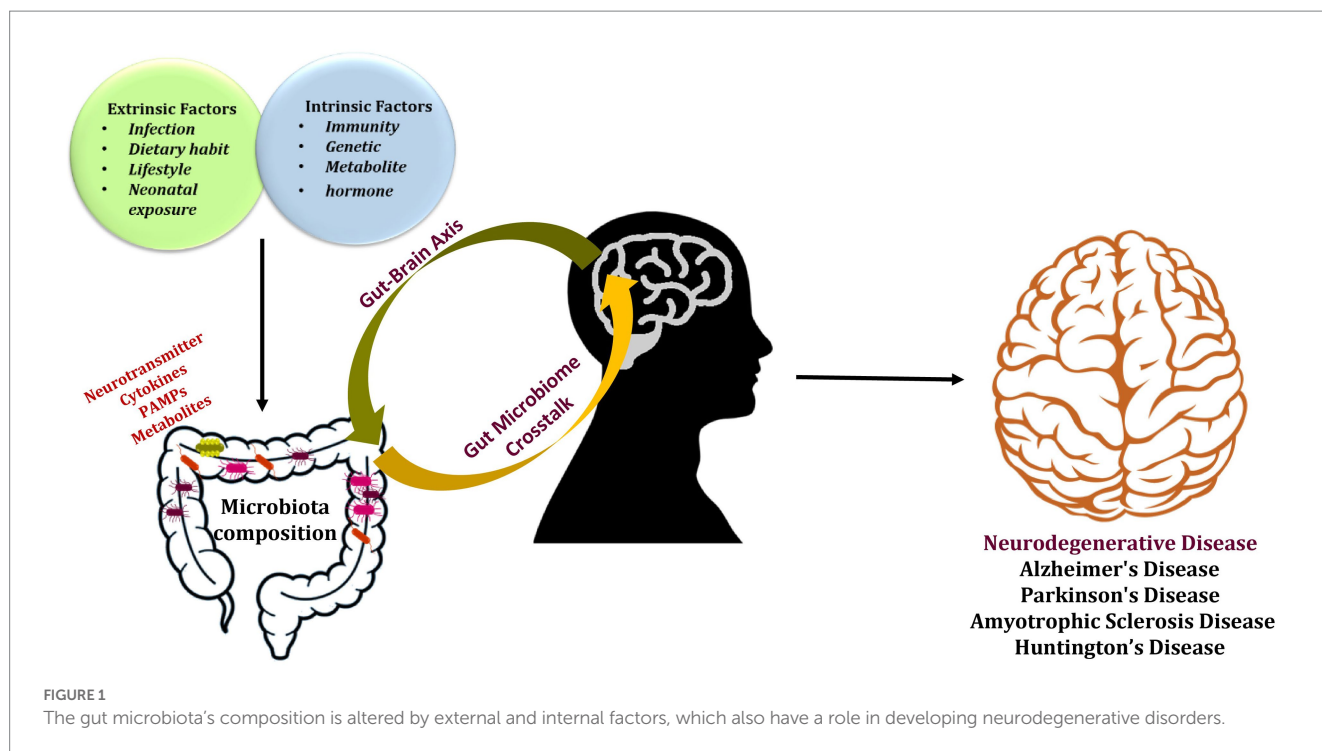 Extrinsic Factors
• Infection
• Dietary habit
• Lifestyle
• Neonatal
exposure
Intrinsic Factors
• Immunity
• Genetic
• Metabolite
• hormone
Gut-Brain Axis
Neurotransmitter
Cytokines
PAMPs
Metabolites
Gut Microbiome
Crosstalk
Microbiota
composition
Neurodegenerative Disease
Alzheimer's Disease
Parkinson's Disease
Amyotrophic Sclerosis Disease
Huntington’s Disease
FIGURE 1
The gut microbiota’s composition is altered by external and internal factors, which also have a role in developing neurodegenerative disorders.